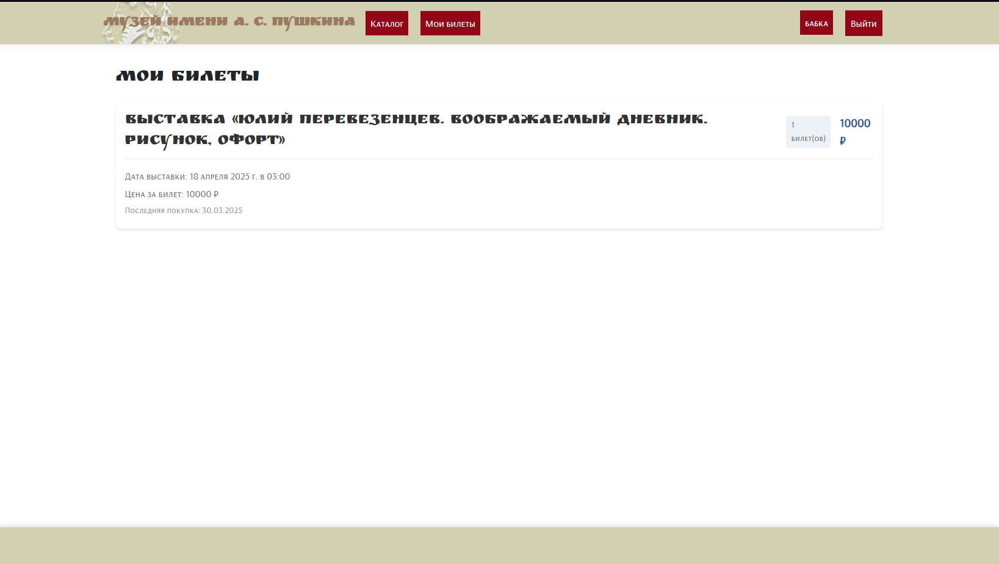 Музей имени А. С. Пушкина
Каталог
Мои билеты
бабка
Выйти
Мои билеты
Выставка «Юлий Перевезенцев. Воображаемый дневник.
Рисунок, офорт»
1
билет(ов)
10000
₽
Дата выставки: 18 апреля 2025 г. в 03:00
Цена за билет: 10000 ₽
Последняя покупка: 30.03.2025